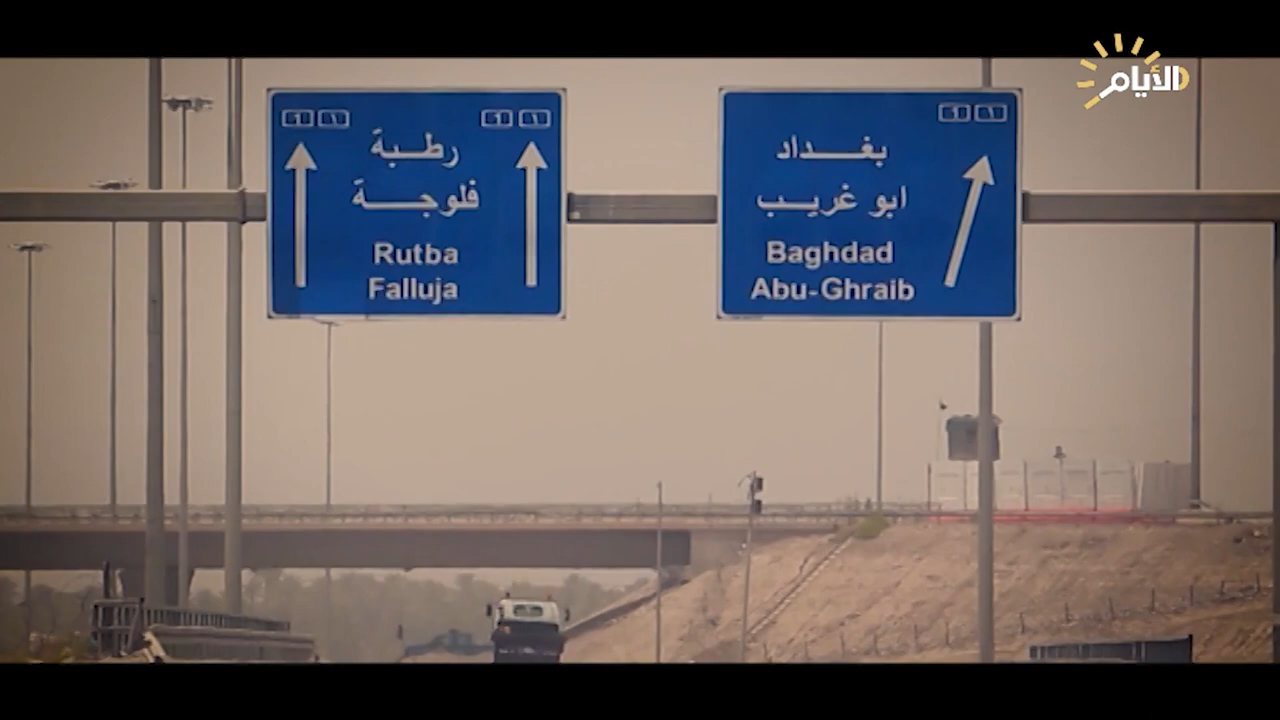 الأيام
رطبة
فلوجة
Rutba
Falluja
بغداد
ابو غريب
Baghdad
Abu-Ghraib